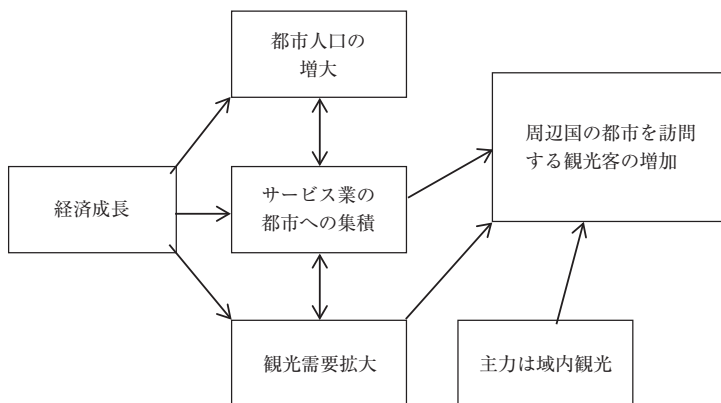 都市人口の
増大
周辺国の都市を訪問
する観光客の増加
経済成長
サービス業の
都市への集積
観光需要拡大
主力は域内観光